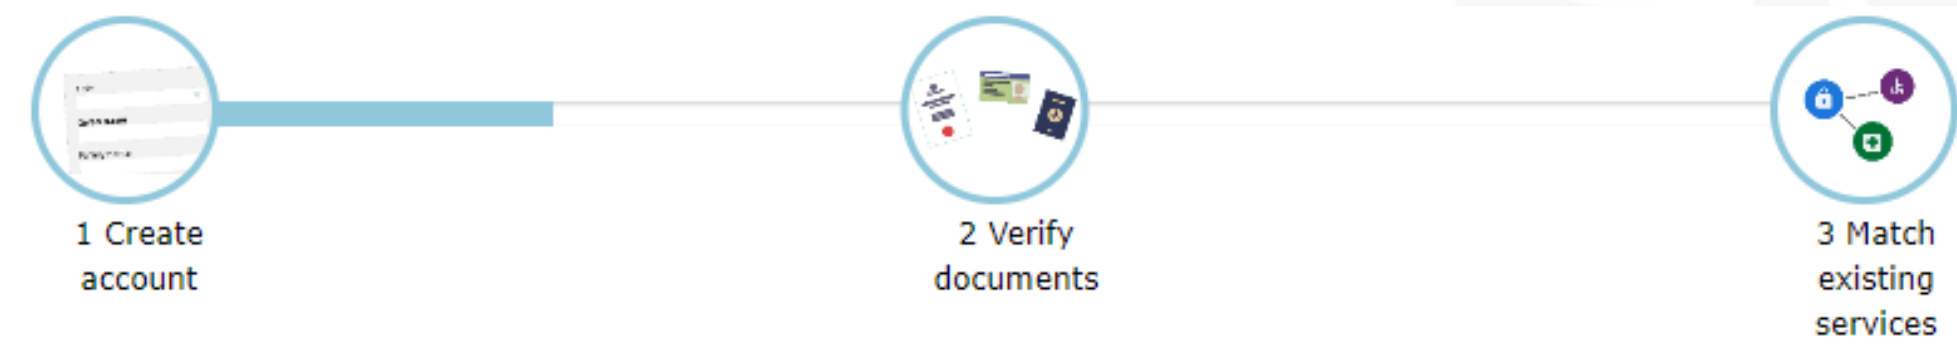 1 Create
account
2 Verify
documents
3 Match
existing
services